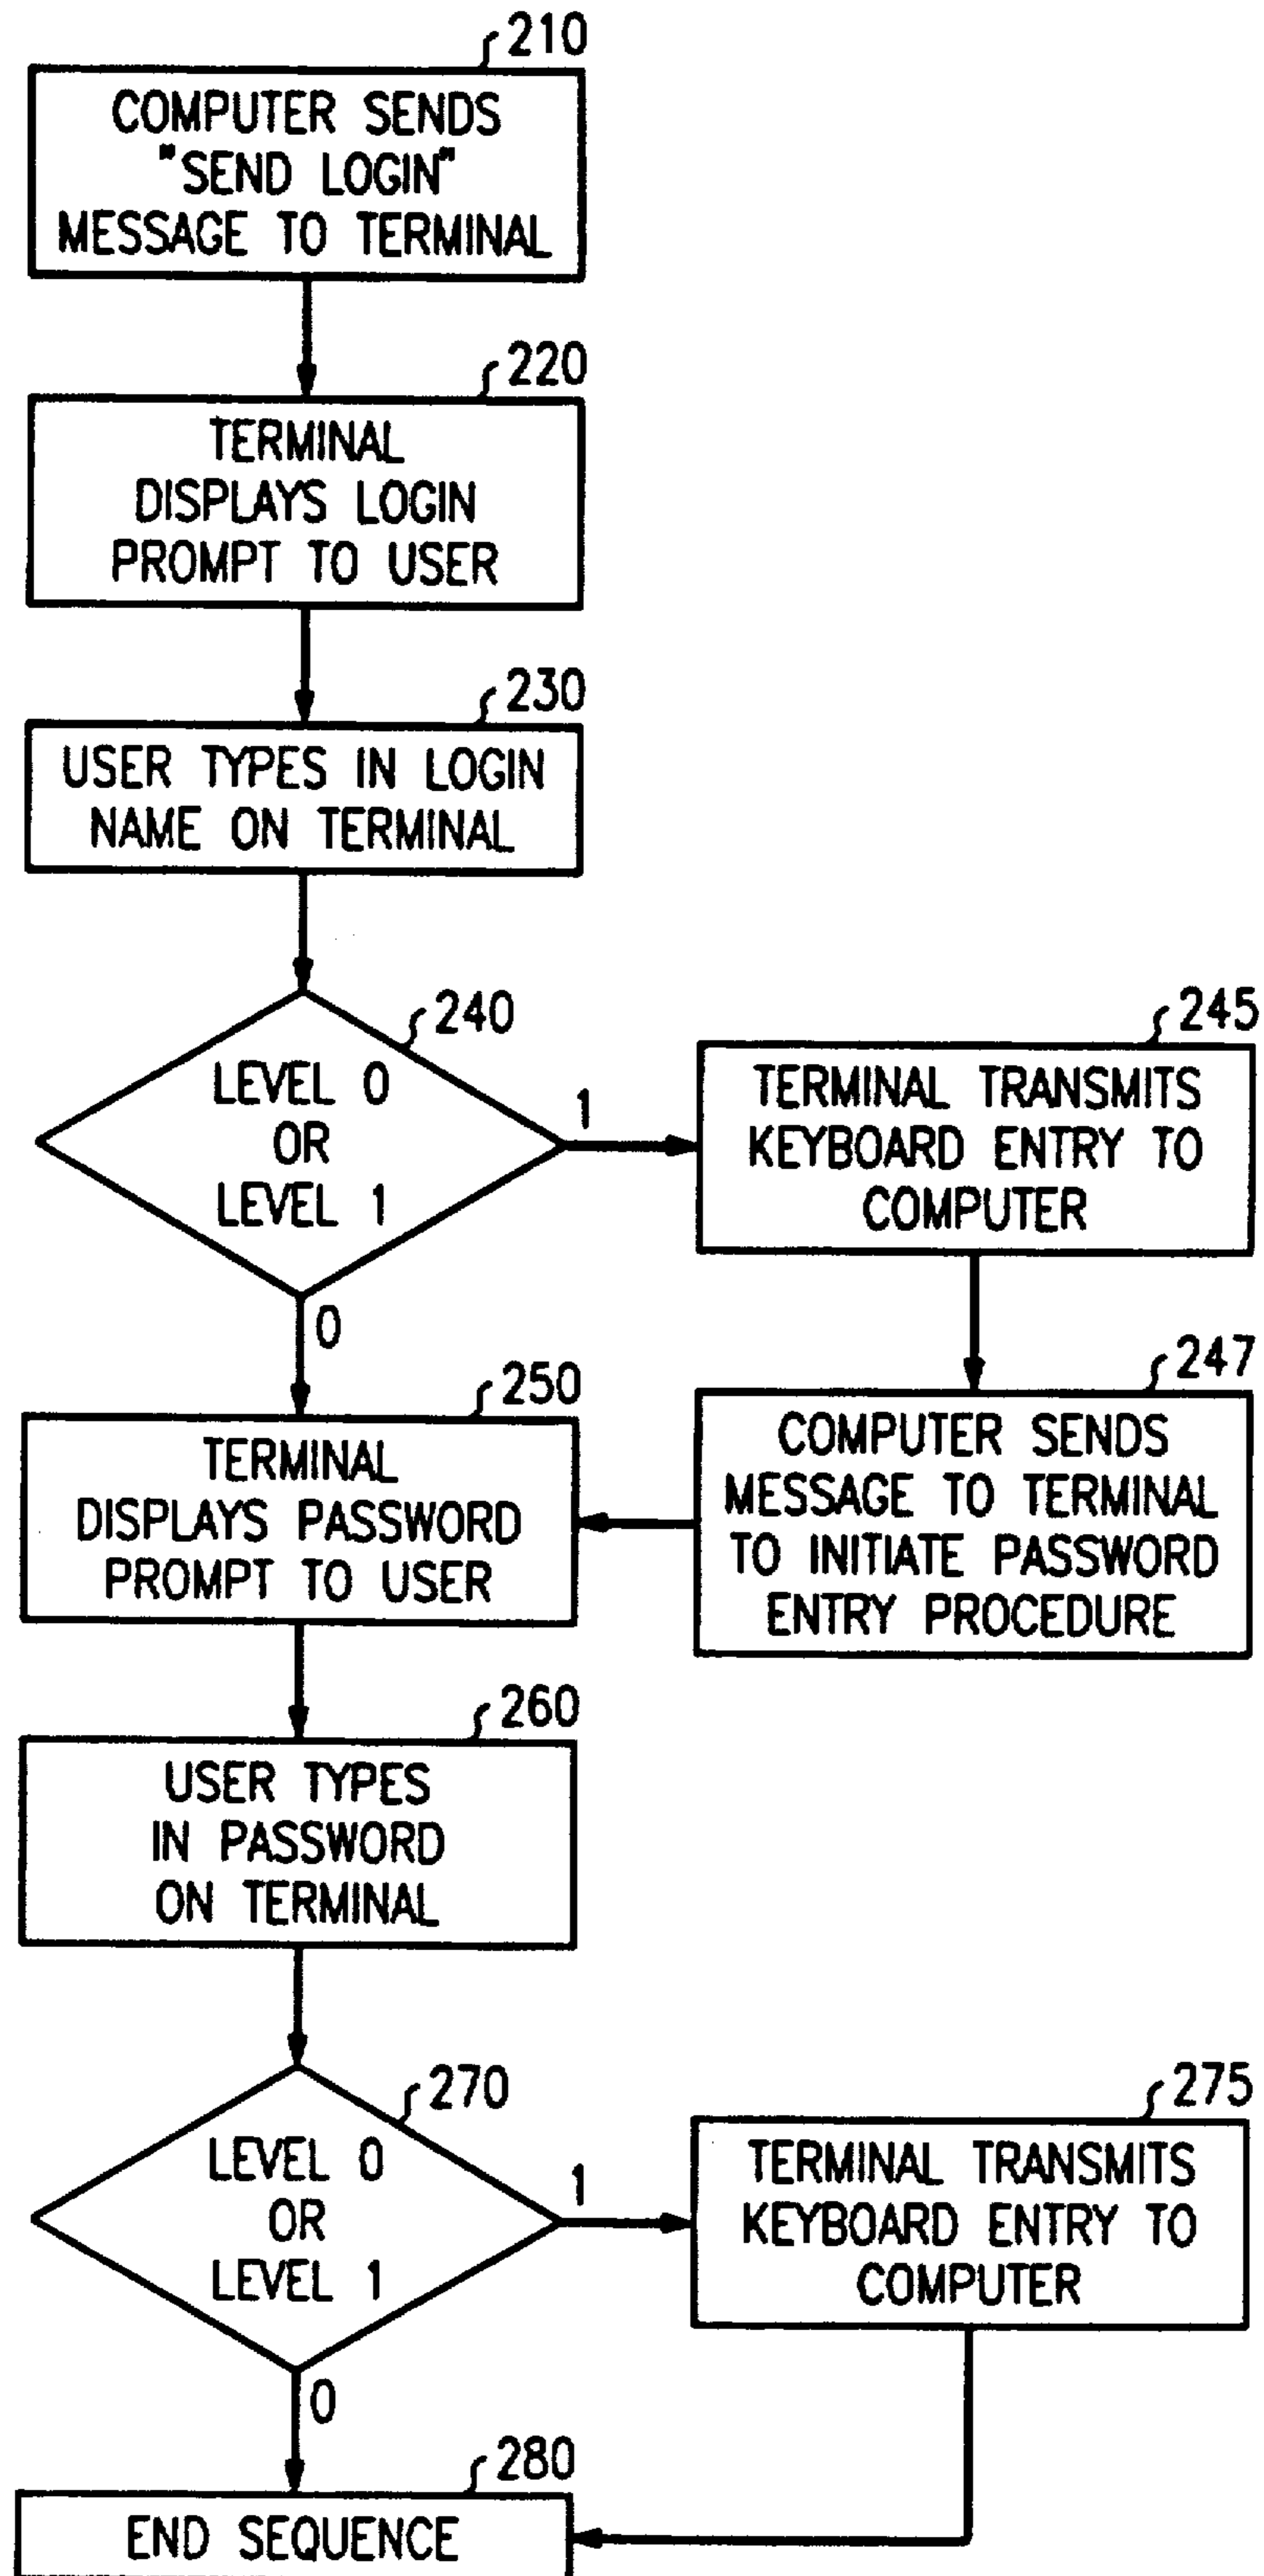 210
COMPUTER SENDS
"SEND LOGIN"
MESSAGE TO TERMINAL
220
TERMINAL
DISPLAYS LOGIN
PROMPT TO USER
230
USER TYPES IN LOGIN
NAME ON TERMINAL
240
LEVEL 0
OR
LEVEL 1
1
0
245
TERMINAL TRANSMITS
KEYBOARD ENTRY TO
COMPUTER
247
COMPUTER SENDS
MESSAGE TO TERMINAL
TO INITIATE PASSWORD
ENTRY PROCEDURE
250
TERMINAL
DISPLAYS PASSWORD
PROMPT TO USER
260
USER TYPES
IN PASSWORD
ON TERMINAL
270
LEVEL 0
OR
LEVEL 1
1
0
275
TERMINAL TRANSMITS
KEYBOARD ENTRY TO
COMPUTER
280
END SEQUENCE